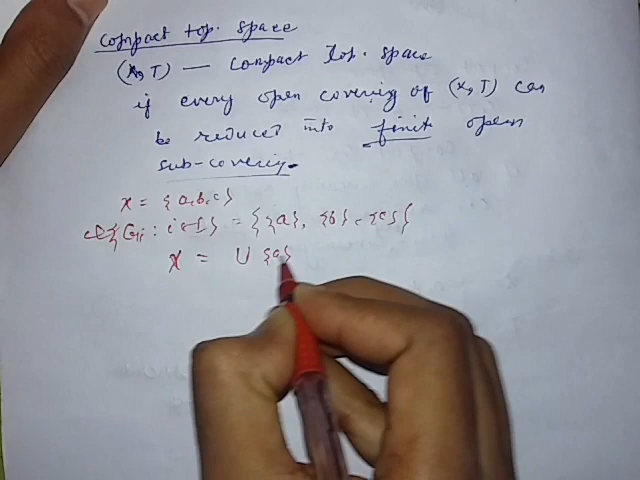 compact top. space
(X, T) — compact top. space
if every open covering of (X, T) can
be reduced into finite open
sub-covering.
X = {a, b, c}
{Gi : i ∈ I} = {{a}, {b}, {c}}
X = ∪ {a}